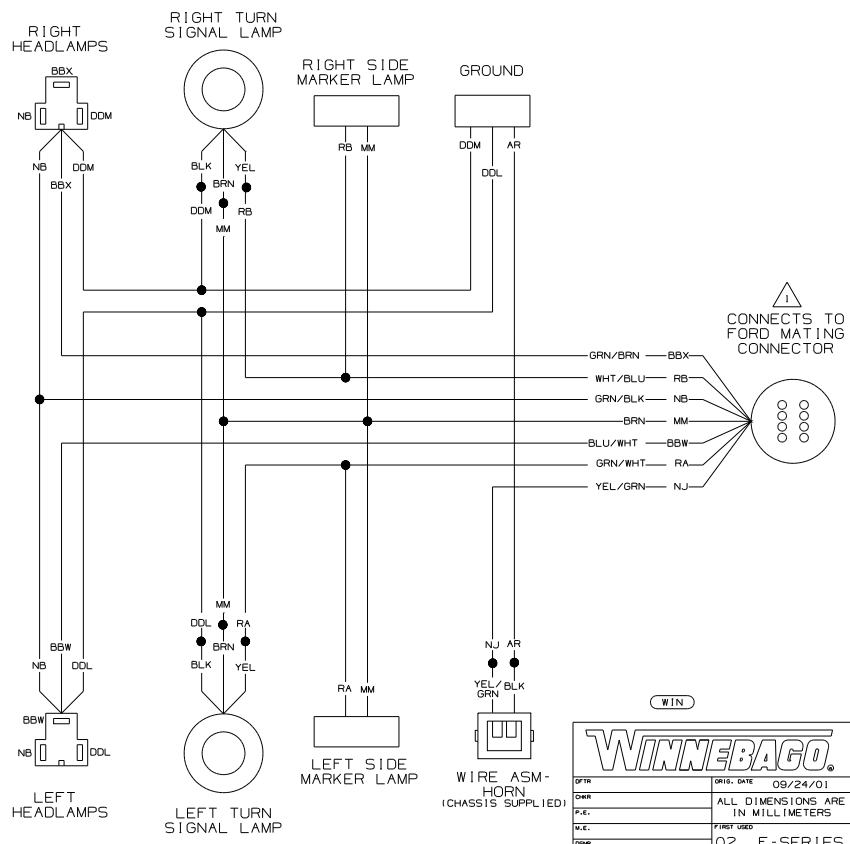 RIGHT
HEADLAMPS
RIGHT TURN
SIGNAL LAMP
RIGHT SIDE
MARKER LAMP
GROUND
BBX
NB
DDM
NB
DDM
BBX
BLK
YEL
BRN
DDM
RB
MM
RB
MM
DDM
AR
DDL
1
CONNECTS TO
FORD MATING
CONNECTOR
GRN/BRN
BBX
WHT/BLU
RB
GRN/BLK
NB
BRN
MM
BLU/WHT
BBW
GRN/WHT
RA
YEL/GRN
NJ
MM
DDL
RA
BBW
BRN
NB
DDL
BLK
YEL
NJ
AR
RA
MM
YEL/
GRN
BLK
BBW
NB
DDL
LEFT
HEADLAMPS
LEFT TURN
SIGNAL LAMP
LEFT SIDE
MARKER LAMP
WIRE ASM-
HORN
(CHASSIS SUPPLIED)
WIN
WINNEBAGO®
DFTR
ORIG. DATE 09/24/01
CHKR
ALL DIMENSIONS ARE
IN MILLIMETERS
P.E.
M.E.
FIRST USED
02 E-SERIES